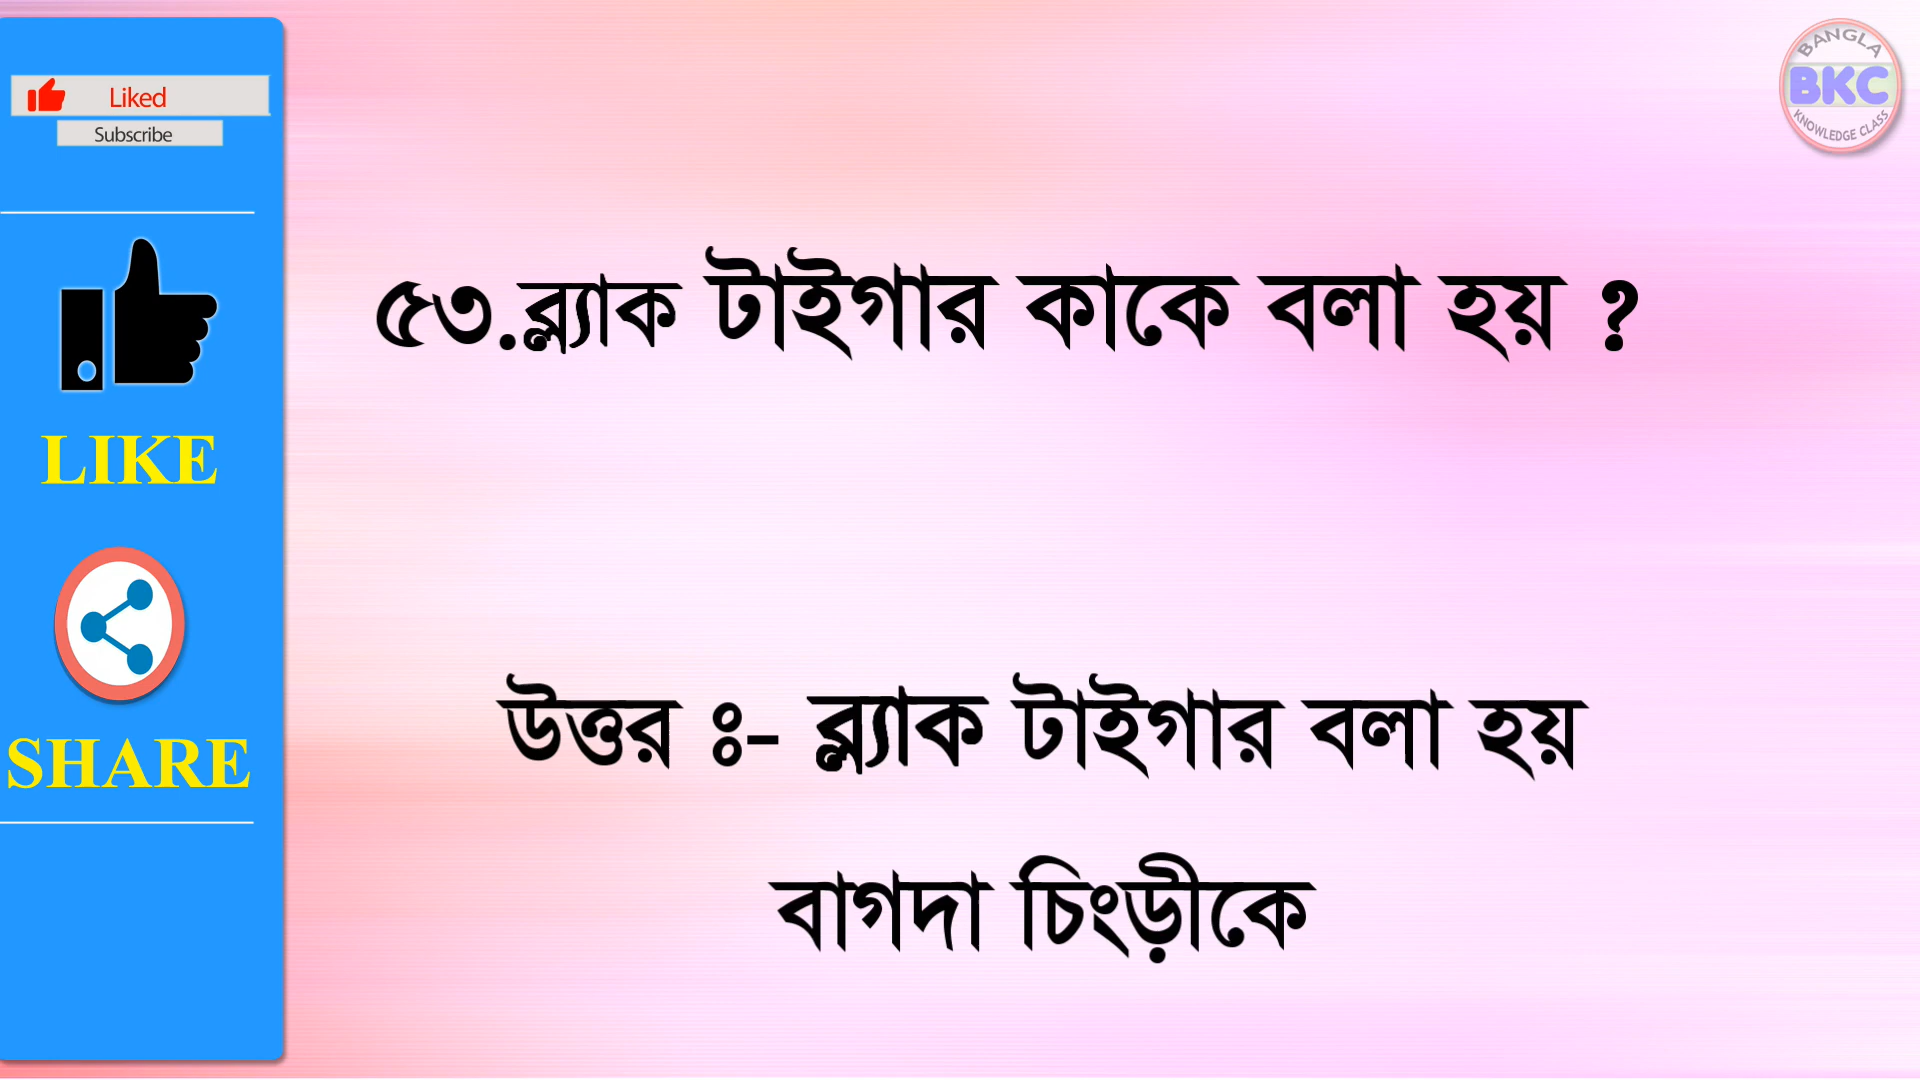 Liked
Subscribe
LIKE
SHARE
BANGLA
BKC
KNOWLEDGE CLASS
৫৩.ব্ল্যাক টাইগার কাকে বলা হয় ?
উত্তর ঃ- ব্ল্যাক টাইগার বলা হয়
বাগদা চিংড়ীকে